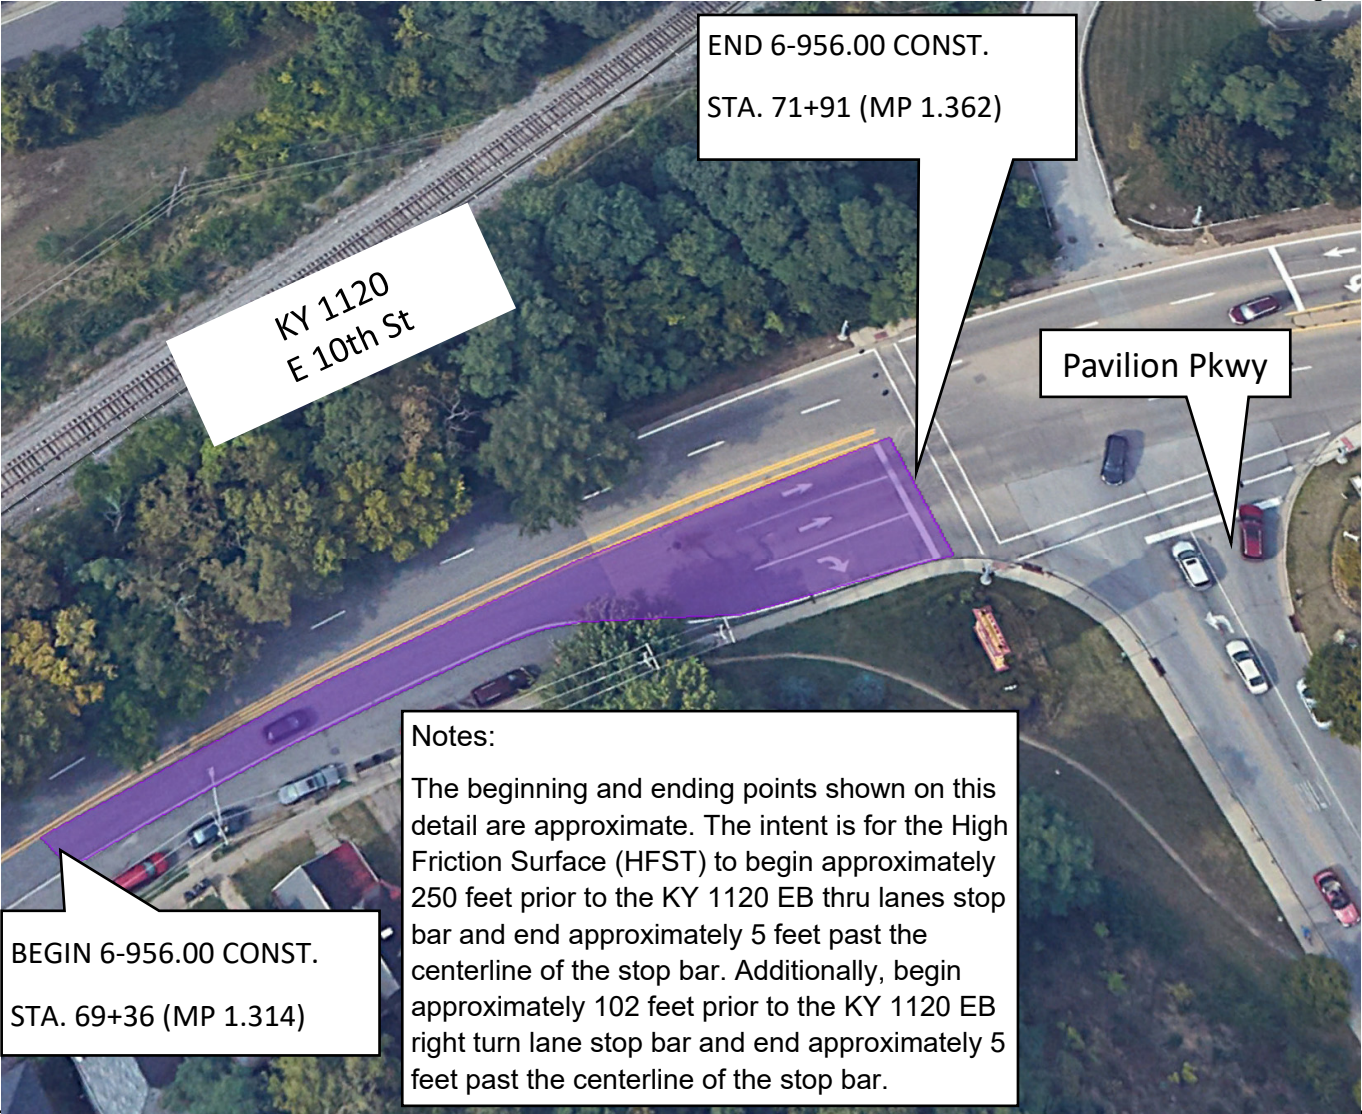 END 6-956.00 CONST.
STA. 71+91 (MP 1.362)
KY 1120
E 10th St
Pavilion Pkwy
Notes:
The beginning and ending points shown on this
detail are approximate. The intent is for the High
Friction Surface (HFST) to begin approximately
250 feet prior to the KY 1120 EB thru lanes stop
bar and end approximately 5 feet past the
centerline of the stop bar. Additionally, begin
approximately 102 feet prior to the KY 1120 EB
right turn lane stop bar and end approximately 5
feet past the centerline of the stop bar.
BEGIN 6-956.00 CONST.
STA. 69+36 (MP 1.314)